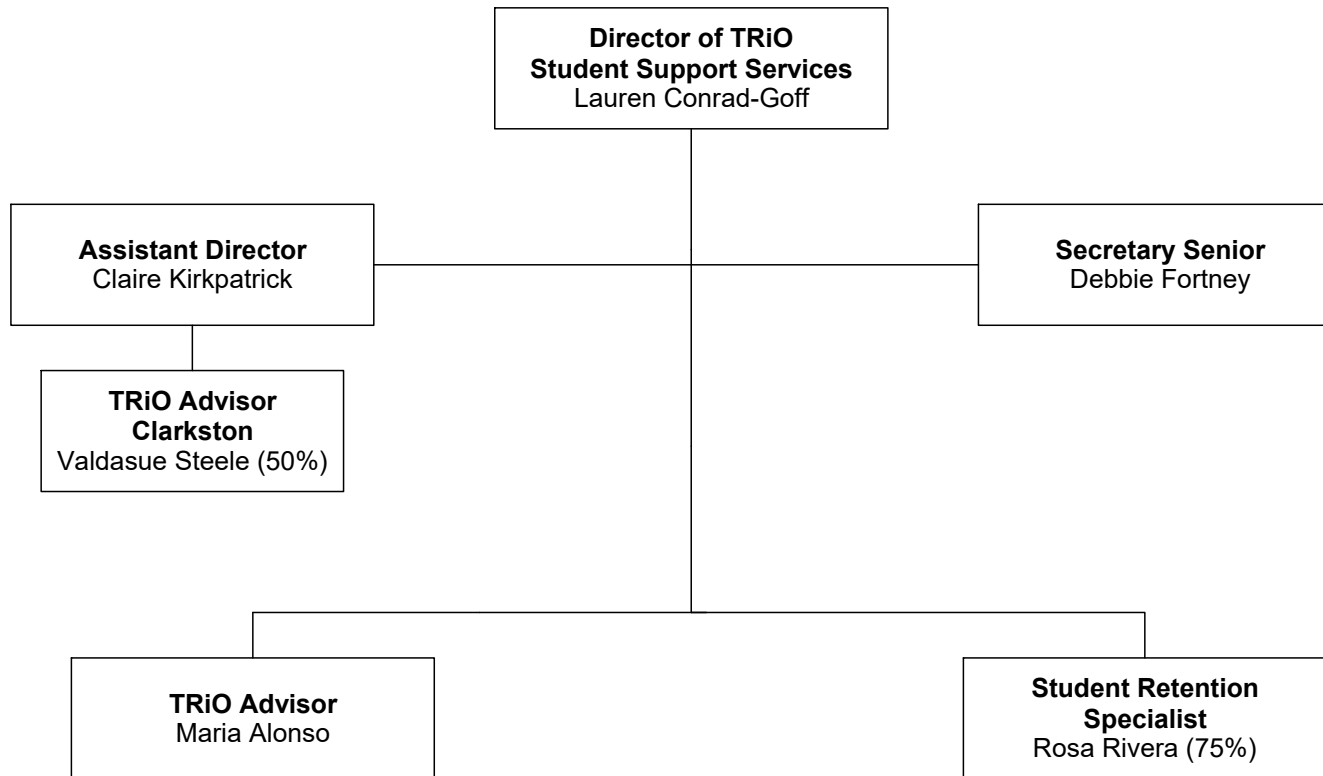 Director of TRiO
Student Support Services
Lauren Conrad-Goff
Assistant Director
Claire Kirkpatrick
Secretary Senior
Debbie Fortney
TRiO Advisor
Clarkston
Valdasue Steele (50%)
TRiO Advisor
Maria Alonso
Student Retention
Specialist
Rosa Rivera (75%)